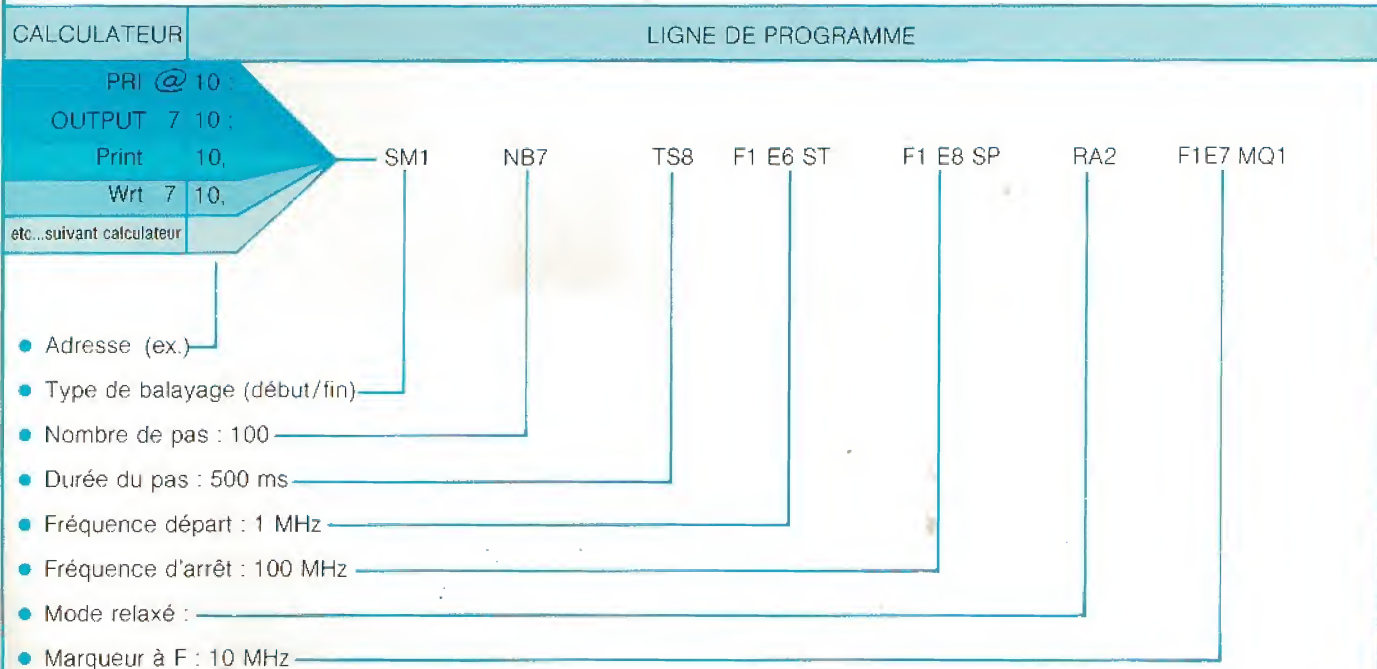 CALCULATEUR LIGNE DE PROGRAMME
PRI @ 10 :
OUTPUT 7 10 ;
Print 10,
Wrt 7 10,
etc...suivant calculateur
SM1 NB7 TS8 F1 E6 ST F1 E8 SP RA2 F1E7 MQ1
• Adresse (ex.)
• Type de balayage (début/fin)
• Nombre de pas : 100
• Durée du pas : 500 ms
• Fréquence départ : 1 MHz
• Fréquence d'arrêt : 100 MHz
• Mode relaxé :
• Marqueur à F : 10 MHz